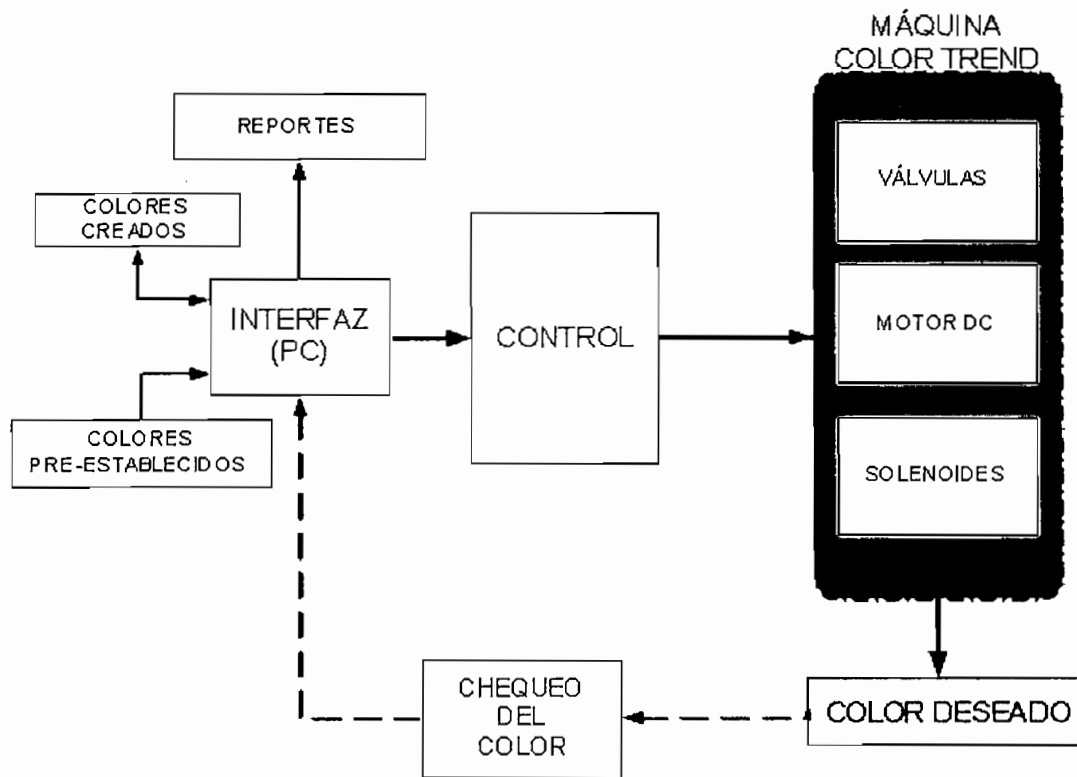 MÁQUINA
COLOR TREND
REPORTES
VÁLVULAS
COLORES
CREADOS
INTERFAZ
(PC)
CONTROL
MOTOR DC
COLORES
PRE-ESTABLECIDOS
SOLENOIDES
CHEQUEO
DEL
COLOR
COLOR DESEADO